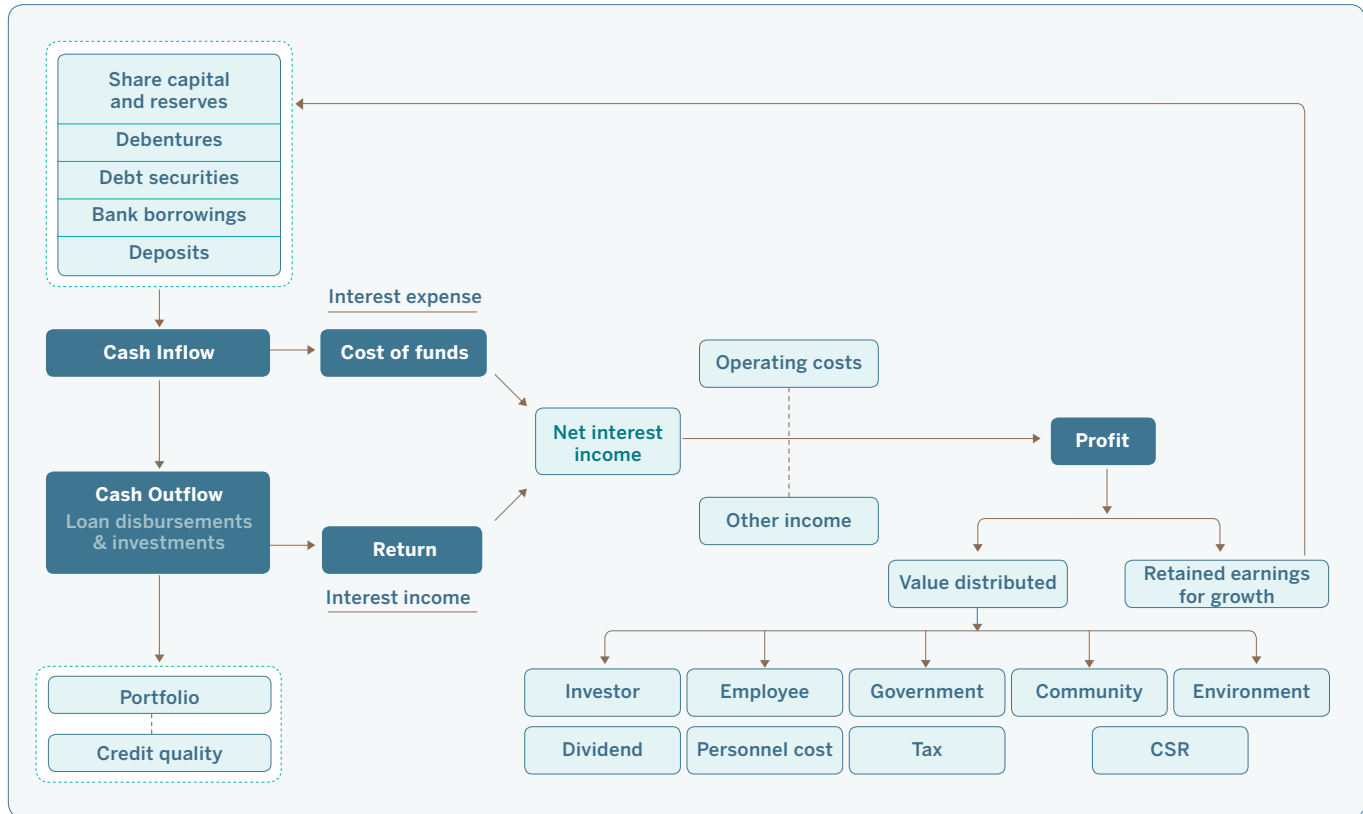 Share capital
and reserves
Debentures
Debt securities
Bank borrowings
Deposits
Interest expense
Cash Inflow
Cost of funds
Operating costs
Net interest
income
Profit
Cash Outflow
Loan disbursements
& investments
Other income
Return
Interest income
Value distributed
Retained earnings
for growth
Portfolio
Credit quality
Investor
Employee
Government
Community
Environment
Dividend
Personnel cost
Tax
CSR